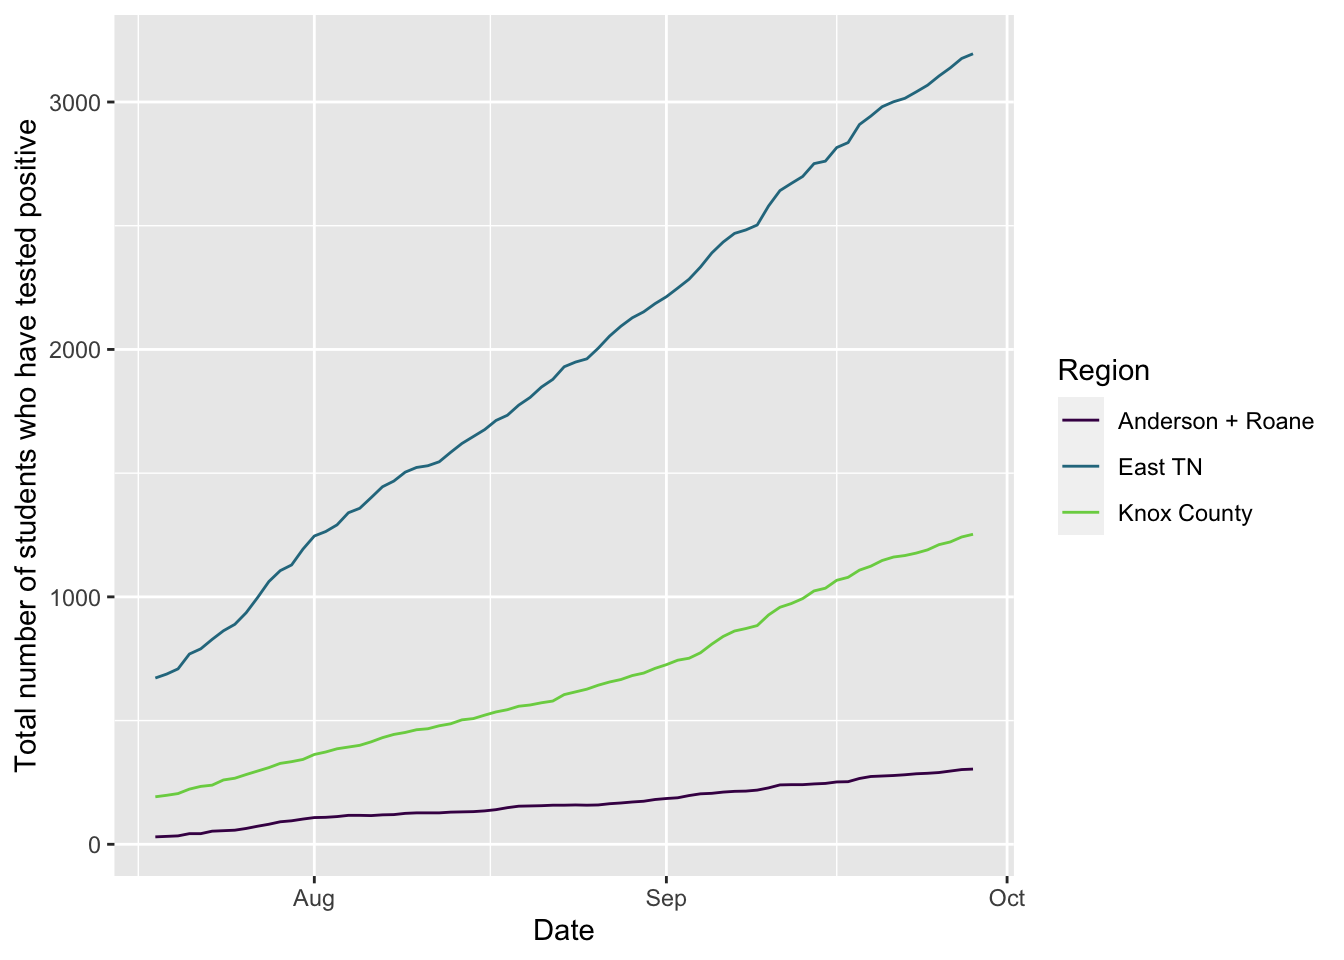 Total number of students who have tested positive
3000
2000
1000
0
Aug
Sep
Oct
Date
Region
Anderson + Roane
East TN
Knox County